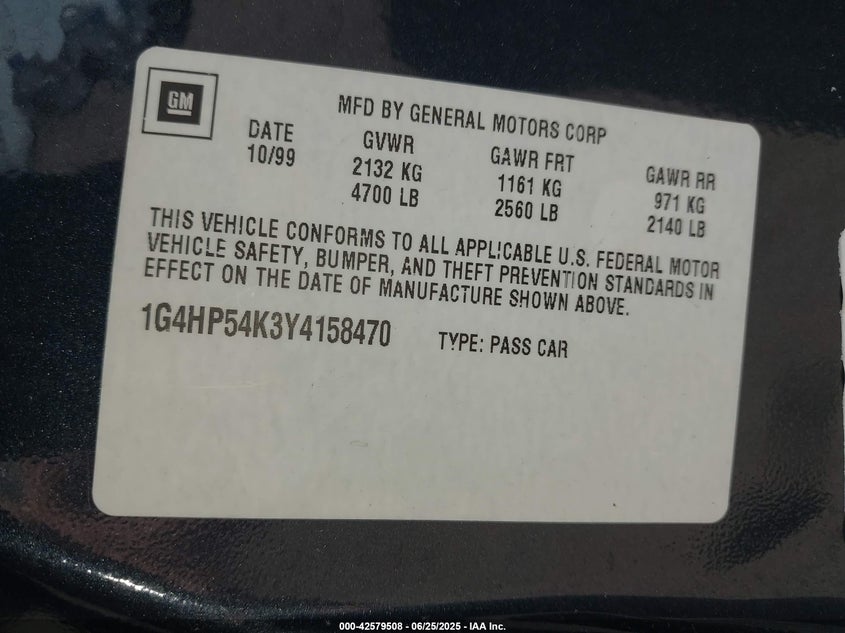 GM
MFD BY GENERAL MOTORS CORP
DATE GVWR GAWR FRT GAWR RR
10/99 2132 KG 1161 KG 971 KG
4700 LB 2560 LB 2140 LB
THIS VEHICLE CONFORMS TO ALL APPLICABLE U.S. FEDERAL MOTOR
VEHICLE SAFETY, BUMPER, AND THEFT PREVENTION STANDARDS IN
EFFECT ON THE DATE OF MANUFACTURE SHOWN ABOVE.
1G4HP54K3Y4158470 TYPE: PASS CAR
000-42579508 - 06/25/2025 - IAA Inc.